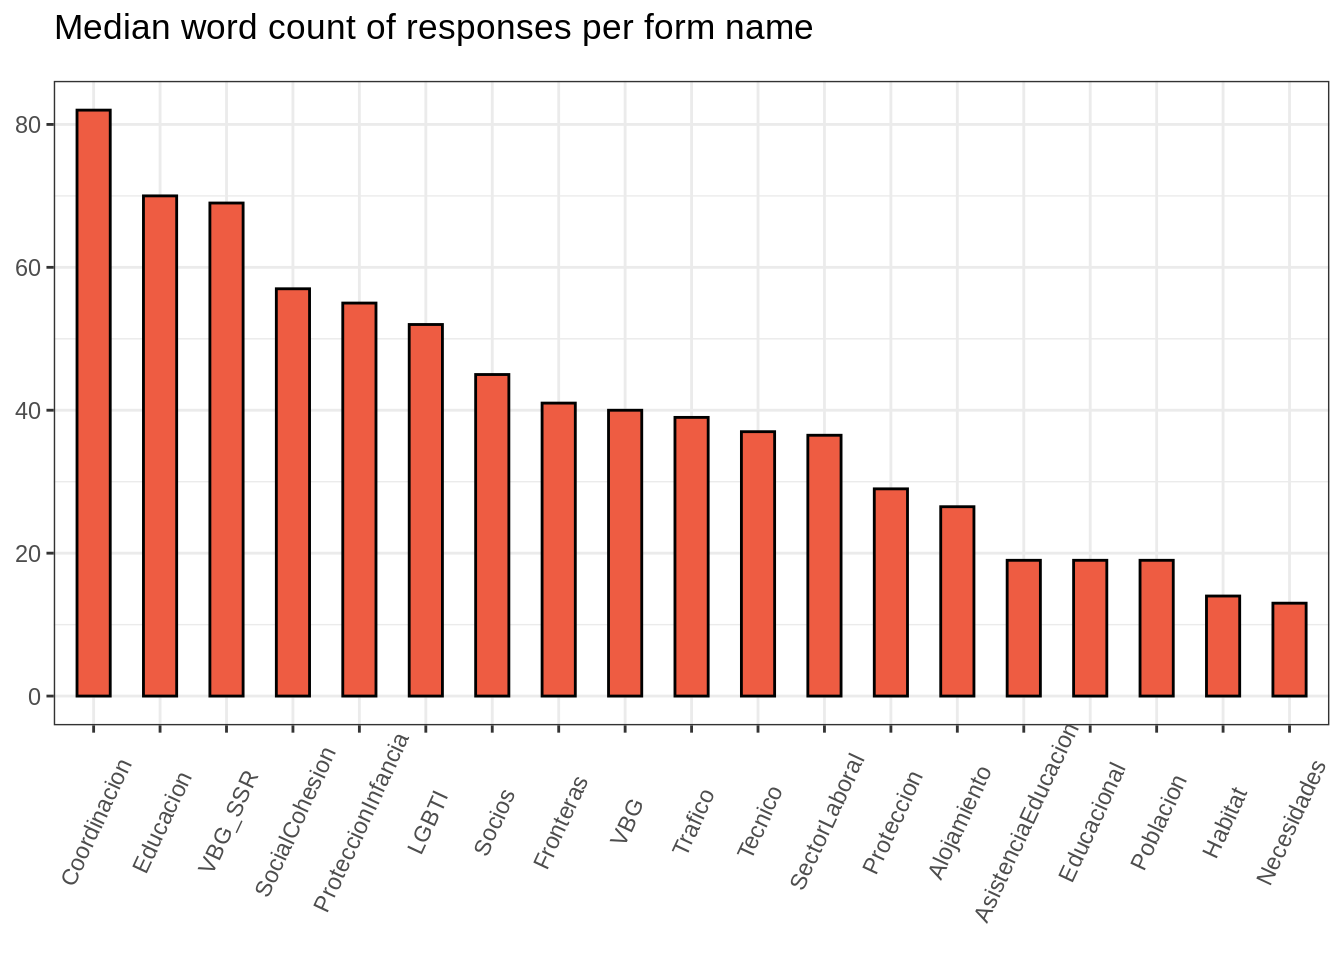 Median word count of responses per form name
80
60
40
20
0
Coordinacion
Educacion
VBG_SSR
SocialCohesion
ProteccionInfancia
LGBTI
Socios
Fronteras
VBG
Trafico
Tecnico
SectorLaboral
Proteccion
Alojamiento
AsistenciaEducacion
Educacional
Poblacion
Habitat
Necesidades